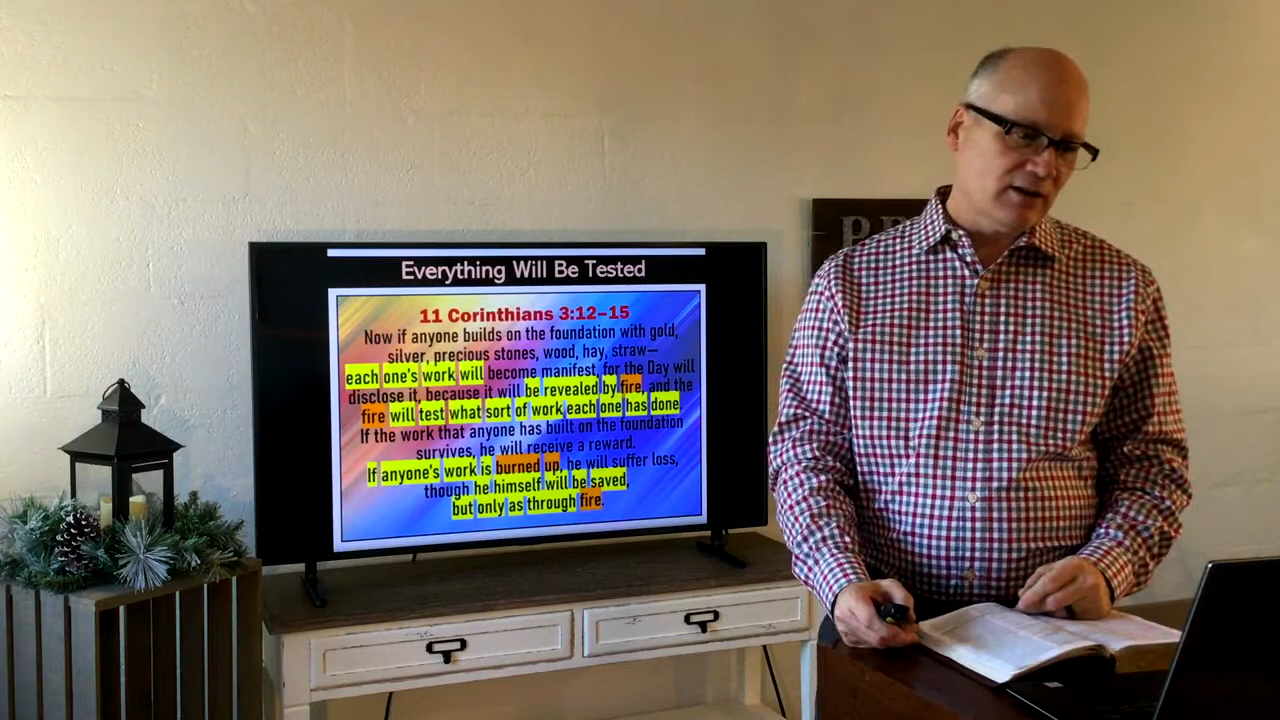 Everything Will Be Tested
11 Corinthians 3:12–15
Now if anyone builds on the foundation with gold,
silver, precious stones, wood, hay, straw—
each one's work will become manifest, for the Day will
disclose it, because it will be revealed by fire, and the
fire will test what sort of work each one has done.
If the work that anyone has built on the foundation
survives, he will receive a reward.
If anyone's work is burned up, he will suffer loss,
though he himself will be saved,
but only as through fire.